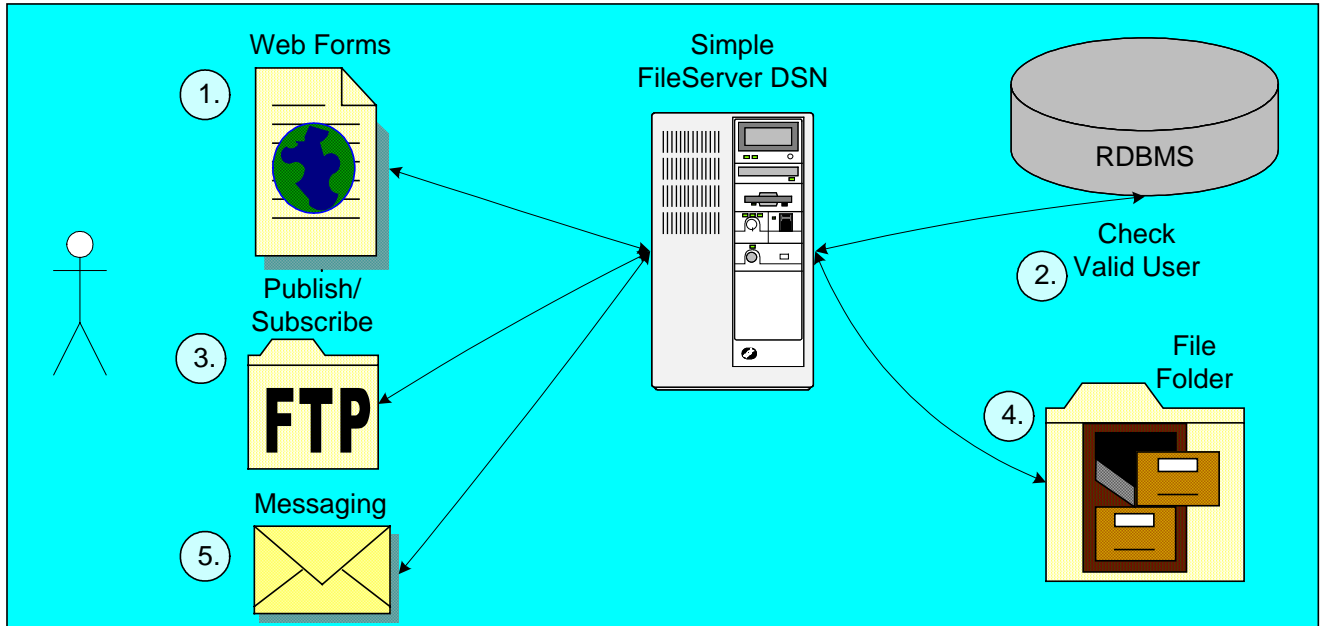 Web Forms
1.
Simple
FileServer DSN
RDBMS
Check
Valid User
2.
Publish/
Subscribe
3.
FTP
File
Folder
4.
Messaging
5.